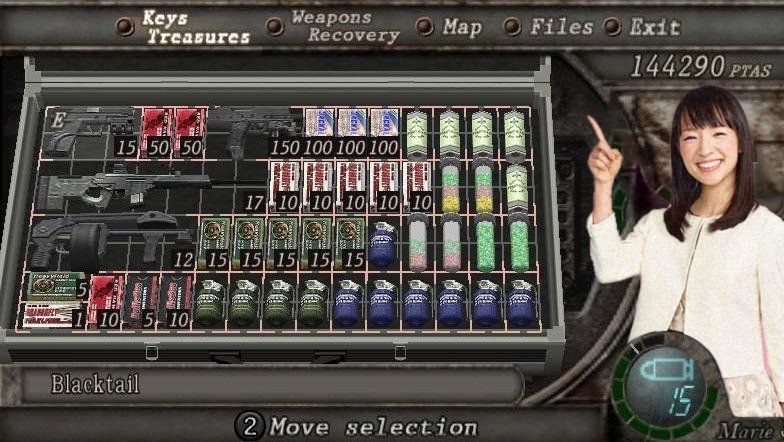 Keys
Treasures
Weapons
Recovery
Map
Files
Exit
144290 PTAS
E
15 50 50 150 100 100 100
17 10 10 10 10 10
12 15 15 15 15 15
5
1 10 5 10
Blacktail
2 Move selection
15
Marie